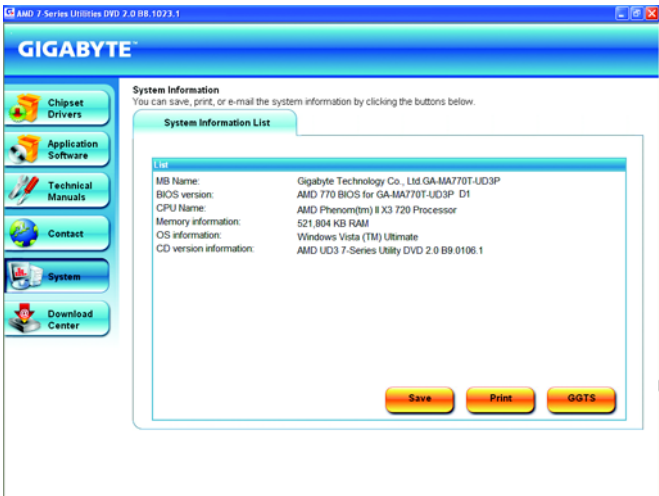 AMD 7-Series Utilities DVD 2.0 B8.1023.1
GIGABYTE™
Chipset
Drivers
Application
Software
Technical
Manuals
Contact
System
Download
Center
System Information
You can save, print, or e-mail the system information by clicking the buttons below.
System Information List
List
MB Name: Gigabyte Technology Co., Ltd.GA-MA770T-UD3P
BIOS version: AMD 770 BIOS for GA-MA770T-UD3P D1
CPU Name: AMD Phenom(tm) II X3 720 Processor
Memory information: 521,804 KB RAM
OS information: Windows Vista (TM) Ultimate
CD version information: AMD UD3 7-Series Utility DVD 2.0 B9.0106.1
Save Print GGTS